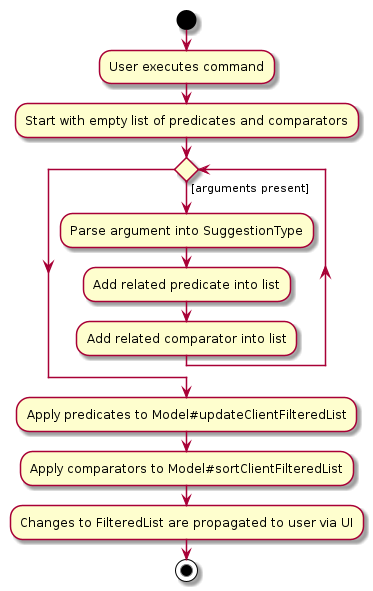 User executes command
Start with empty list of predicates and comparators
[arguments present]
Parse argument into SuggestionType
Add related predicate into list
Add related comparator into list
Apply predicates to Model#updateClientFilteredList
Apply comparators to Model#sortClientFilteredList
Changes to FilteredList are propagated to user via UI